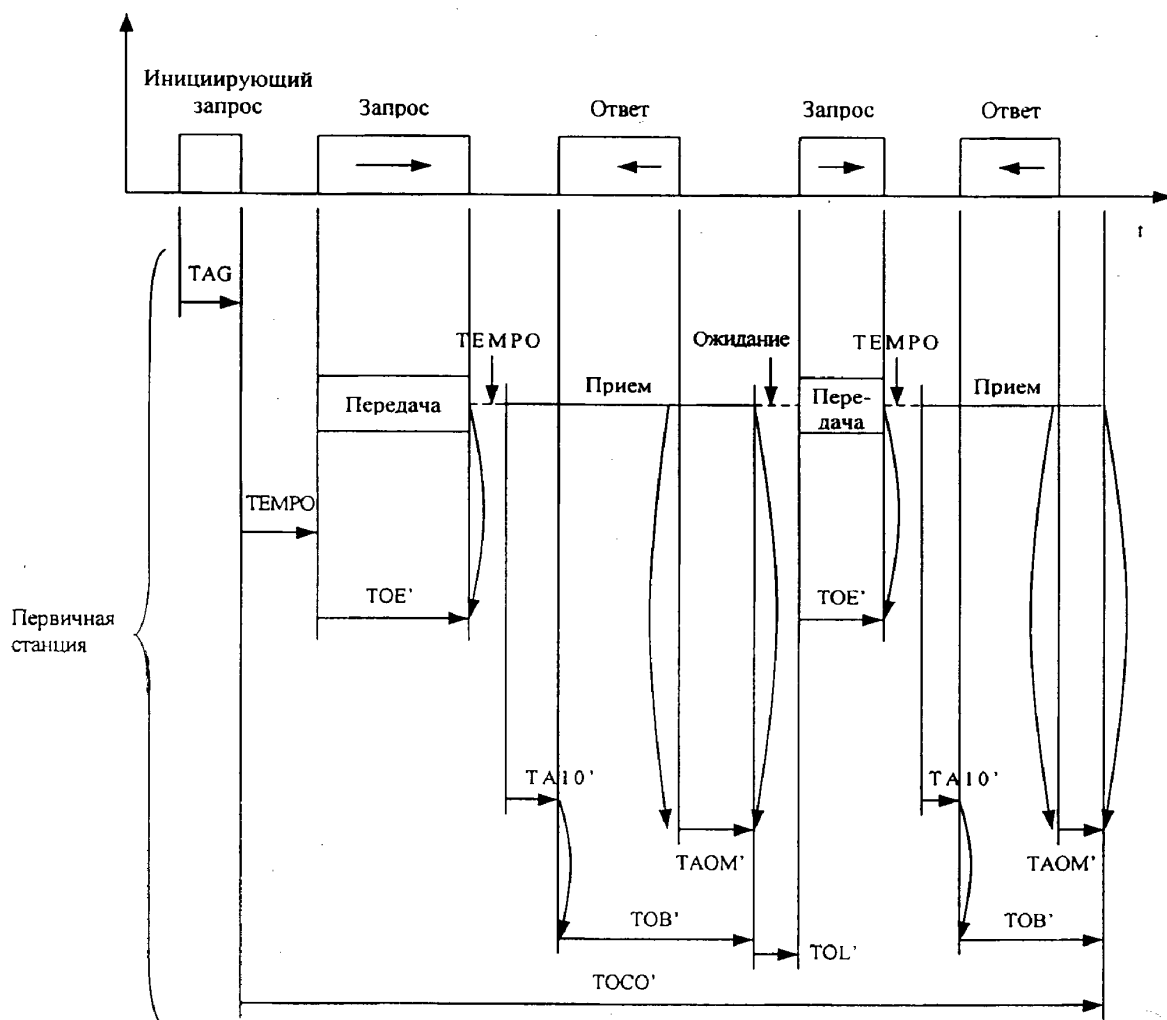 Инициирующий
запрос
Запрос
Ответ
Запрос
Ответ
t
TAG
TEMPO
Ожидание
TEMPO
Передача
Прием
Пере-
дача
Прием
TEMPO
TOE’
TOE’
Первичная
станция
TA10’
TA10’
TAOM’
TAOM’
TOB’
TOB’
TOL’
TOCO’